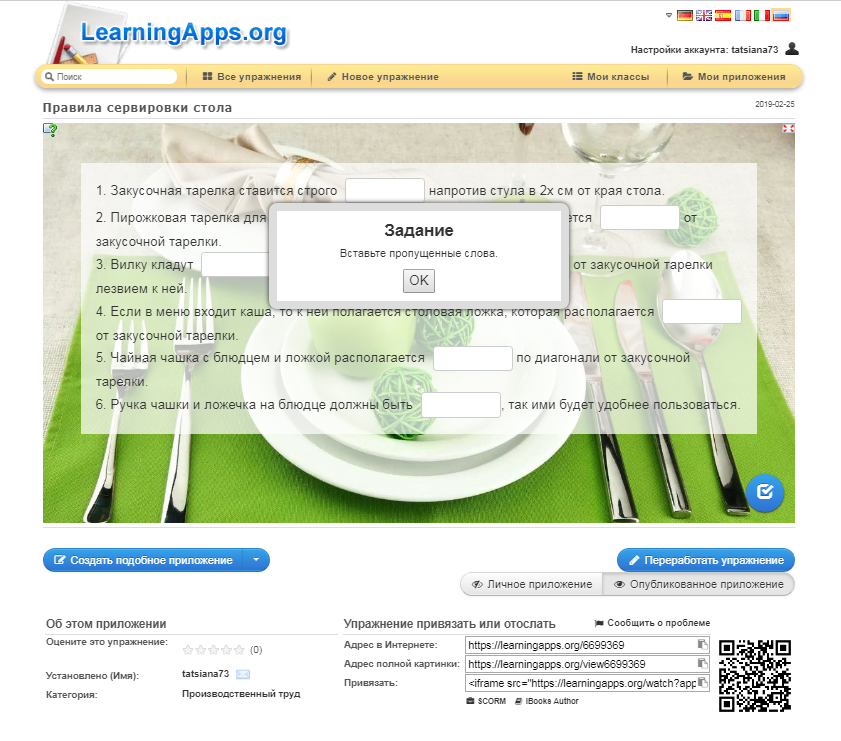 LearningApps.org
Настройки аккаунта: tatsiana73
Поиск
Все упражнения
Новое упражнение
Мои классы
Мои приложения
Правила сервировки стола
2019-02-25
1. Закусочная тарелка ставится строго напротив стула в 2х см от края стола.
2. Пирожковая тарелка для ется от
закусочной тарелки.
3. Вилку кладут от закусочной тарелки
лезвием к ней.
4. Если в меню входит каша, то к ней полагается столовая ложка, которая располагается
от закусочной тарелки.
5. Чайная чашка с блюдцем и ложкой располагается по диагонали от закусочной
тарелки.
6. Ручка чашки и ложечка на блюдце должны быть , так ими будет удобнее пользоваться.
Задание
Вставьте пропущенные слова.
OK
Создать подобное приложение
Переработать упражнение
Личное приложение
Опубликованное приложение
Об этом приложении
Оцените это упражнение:
(0)
Установлено (Имя):
tatsiana73
Категория:
Производственный труд
Упражнение привязать или отослать
Сообщить о проблеме
Адрес в Интернете:
https://learningapps.org/6699369
Адрес полной картинки:
https://learningapps.org/view6699369
Привязать:
<iframe src="https://learningapps.org/watch?app
SCORM
iBooks Author